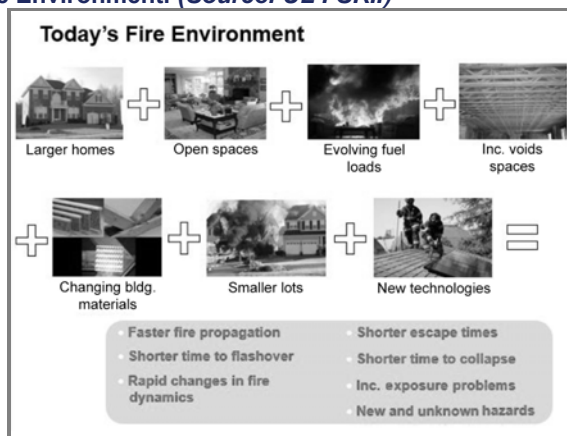 Environment. (Source: UL FSRI)
Today's Fire Environment
Larger homes
Open spaces
Evolving fuel
loads
Inc. voids
spaces
Changing bldg.
materials
Smaller lots
New technologies
• Faster fire propagation
• Shorter time to flashover
• Rapid changes in fire
dynamics
• Shorter escape times
• Shorter time to collapse
• Inc. exposure problems
• New and unknown hazards